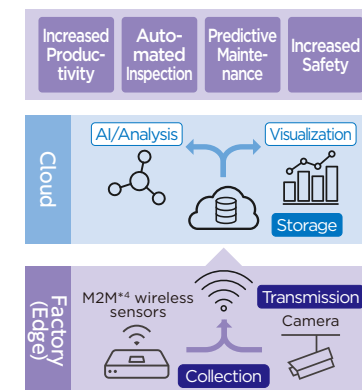 Increased
Produc-
tivity
Auto-
mated
Inspection
Predictive
Mainte-
nance
Increased
Safety
Cloud
AI/Analysis
Visualization
Storage
Factory
(Edge)
M2M*4 wireless
sensors
Transmission
Camera
Collection